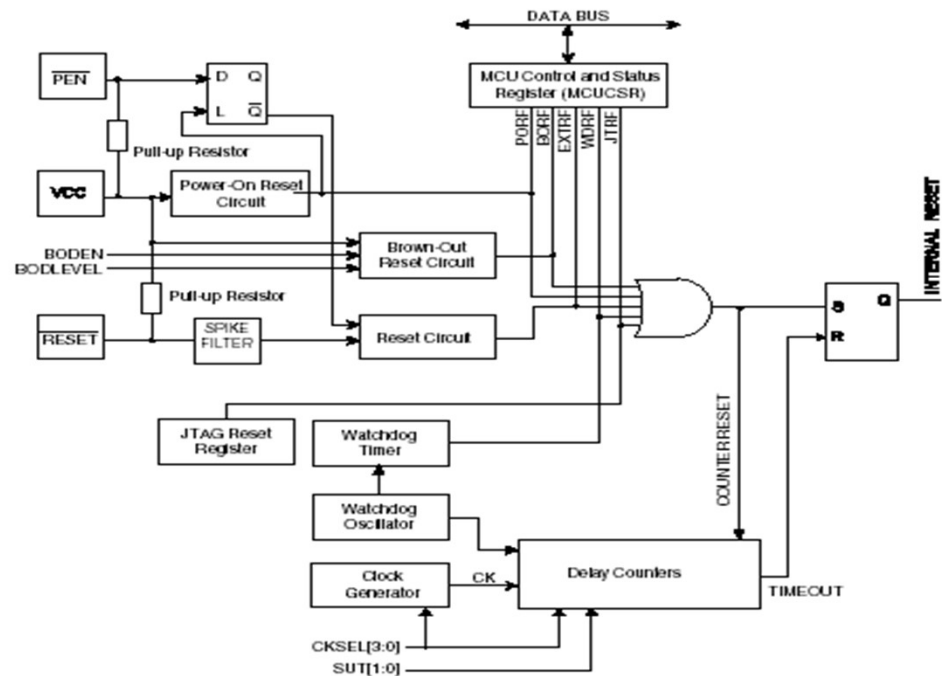 DATA BUS
PEN
D Q
L Q
MCU Control and Status
Register (MCUCSR)
PORF
BORF
EXTRF
WDRF
JTRF
Pull-up Resistor
VCC
Power-On Reset
Circuit
BODEN
BODLEVEL
Brown-Out
Reset Circuit
Pull-up Resistor
RESET
SPIKE
FILTER
Reset Circuit
S Q
R
INTERNAL RESET
JTAG Reset
Register
Watchdog
Timer
COUNTER RESET
Watchdog
Oscillator
Clock
Generator
CK
Delay Counters
TIMEOUT
CKSEL[3:0]
SUT[1:0]